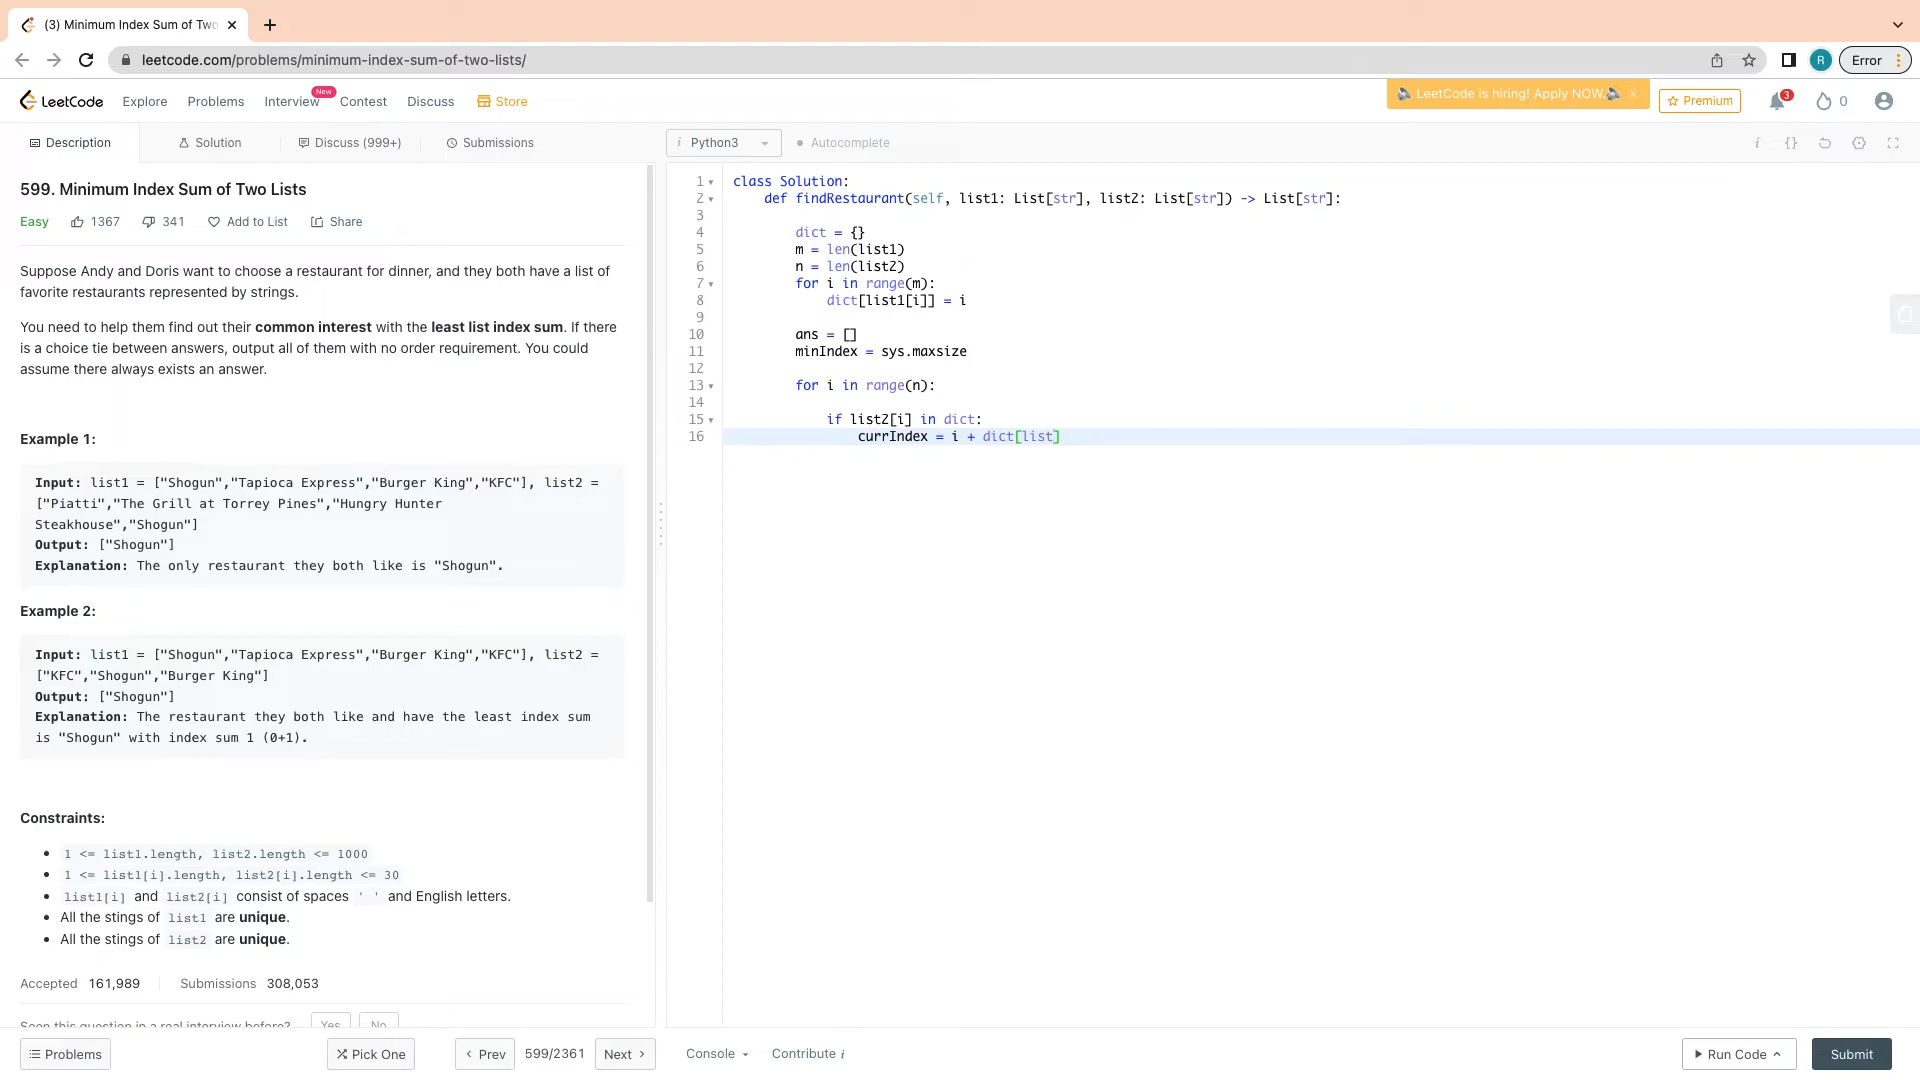 (3) Minimum Index Sum of Two
leetcode.com/problems/minimum-index-sum-of-two-lists/
R
Error
LeetCode
Explore
Problems
Interview
New
Contest
Discuss
Store
LeetCode is hiring! Apply NOW.
Premium
3
0
Description
Solution
Discuss (999+)
Submissions
i Python3
Autocomplete
i {}
599. Minimum Index Sum of Two Lists
Easy
1367
341
Add to List
Share
Suppose Andy and Doris want to choose a restaurant for dinner, and they both have a list of
favorite restaurants represented by strings.
You need to help them find out their common interest with the least list index sum. If there
is a choice tie between answers, output all of them with no order requirement. You could
assume there always exists an answer.
Example 1:
Input: list1 = ["Shogun","Tapioca Express","Burger King","KFC"], list2 =
["Piatti","The Grill at Torrey Pines","Hungry Hunter
Steakhouse","Shogun"]
Output: ["Shogun"]
Explanation: The only restaurant they both like is "Shogun".
Example 2:
Input: list1 = ["Shogun","Tapioca Express","Burger King","KFC"], list2 =
["KFC","Shogun","Burger King"]
Output: ["Shogun"]
Explanation: The restaurant they both like and have the least index sum
is "Shogun" with index sum 1 (0+1).
Constraints:
1 <= list1.length, list2.length <= 1000
1 <= list1[i].length, list2[i].length <= 30
list1[i] and list2[i] consist of spaces ' ' and English letters.
All the stings of list1 are unique.
All the stings of list2 are unique.
Accepted 161,989
Submissions 308,053
Seen this question in a real interview before?
Yes
No
1 class Solution:
2 def findRestaurant(self, list1: List[str], list2: List[str]) -> List[str]:
3
4 dict = {}
5 m = len(list1)
6 n = len(list2)
7 for i in range(m):
8 dict[list1[i]] = i
9
10 ans = []
11 minIndex = sys.maxsize
12
13 for i in range(n):
14
15 if list2[i] in dict:
16 currIndex = i + dict[list]
Problems
Pick One
Prev
599/2361
Next
Console
Contribute i
Run Code
Submit